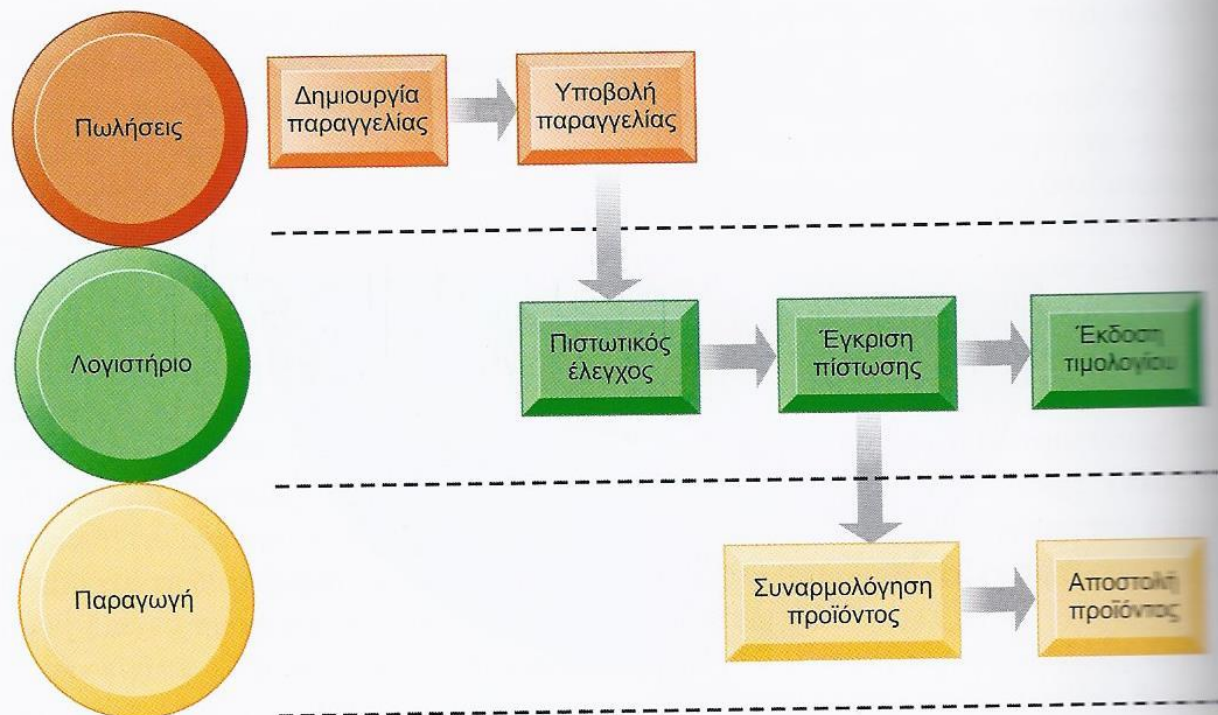 Πωλήσεις
Δημιουργία
παραγγελίας
Υποβολή
παραγγελίας
Λογιστήριο
Πιστωτικός
έλεγχος
Έγκριση
πίστωσης
Έκδοση
τιμολογίου
Παραγωγή
Συναρμολόγηση
προϊόντος
Αποστολή
προϊόντος